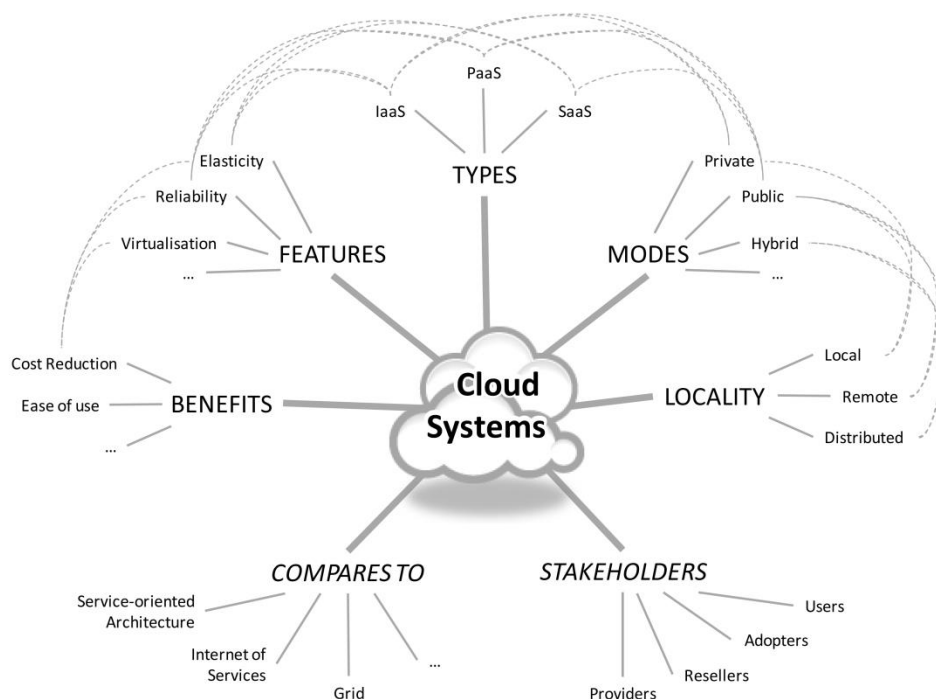 PaaS
IaaS
SaaS
TYPES
Elasticity
Reliability
Virtualisation
...
FEATURES
Private
Public
Hybrid
...
MODES
Cost Reduction
Ease of use
...
BENEFITS
Cloud
Systems
LOCALITY
Local
Remote
Distributed
COMPARES TO
Service-oriented
Architecture
Internet of
Services
Grid
...
STAKEHOLDERS
Users
Adopters
Resellers
Providers